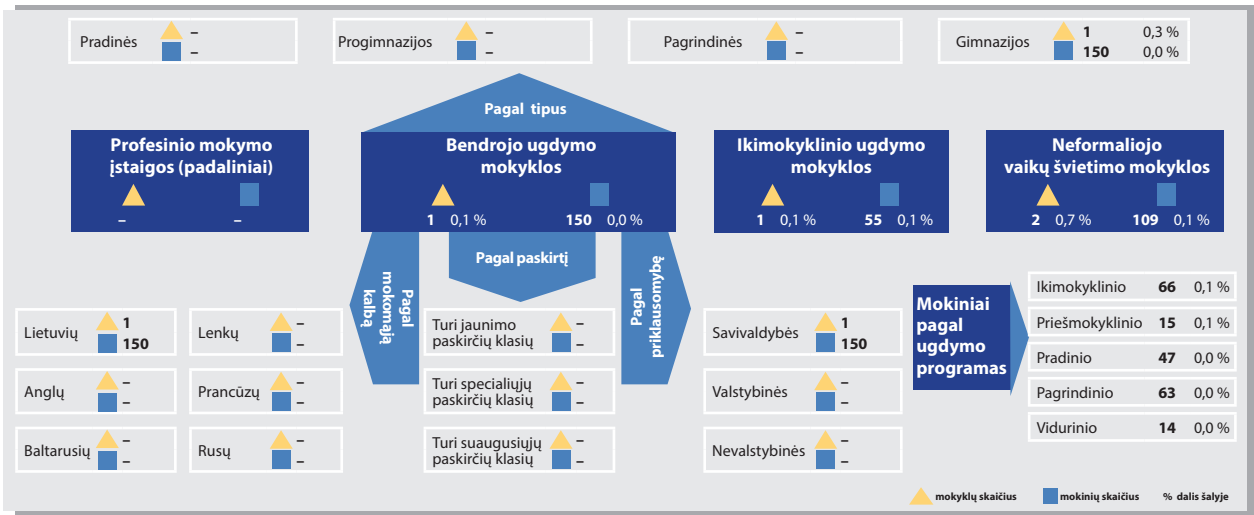 Pradinės
–
–
Progimnazijos
–
–
Pagrindinės
–
–
Gimnazijos
1 0,3 %
150 0,0 %
Pagal tipus
Profesinio mokymo
įstaigos (padaliniai)
– –
Bendrojo ugdymo
mokyklos
1 0,1 % 150 0,0 %
Ikimokyklinio ugdymo
mokyklos
1 0,1 % 55 0,1 %
Neformaliojo
vaikų švietimo mokyklos
2 0,7 % 109 0,1 %
Pagal
mokomąją
kalbą
Pagal paskirtį
Pagal
priklausomybę
Lietuvių
1
150
Lenkų
–
–
Anglų
–
–
Prancūzų
–
–
Baltarusių
–
–
Rusų
–
–
Turi jaunimo
paskirčių klasių
–
–
Turi specialiųjų
paskirčių klasių
–
–
Turi suaugusiųjų
paskirčių klasių
–
–
Savivaldybės
1
150
Valstybinės
–
–
Nevalstybinės
–
–
Mokiniai
pagal
ugdymo
programas
Ikimokyklinio 66 0,1 %
Priešmokyklinio 15 0,1 %
Pradinio 47 0,0 %
Pagrindinio 63 0,0 %
Vidurinio 14 0,0 %
mokyklų skaičius mokinių skaičius % dalis šalyje